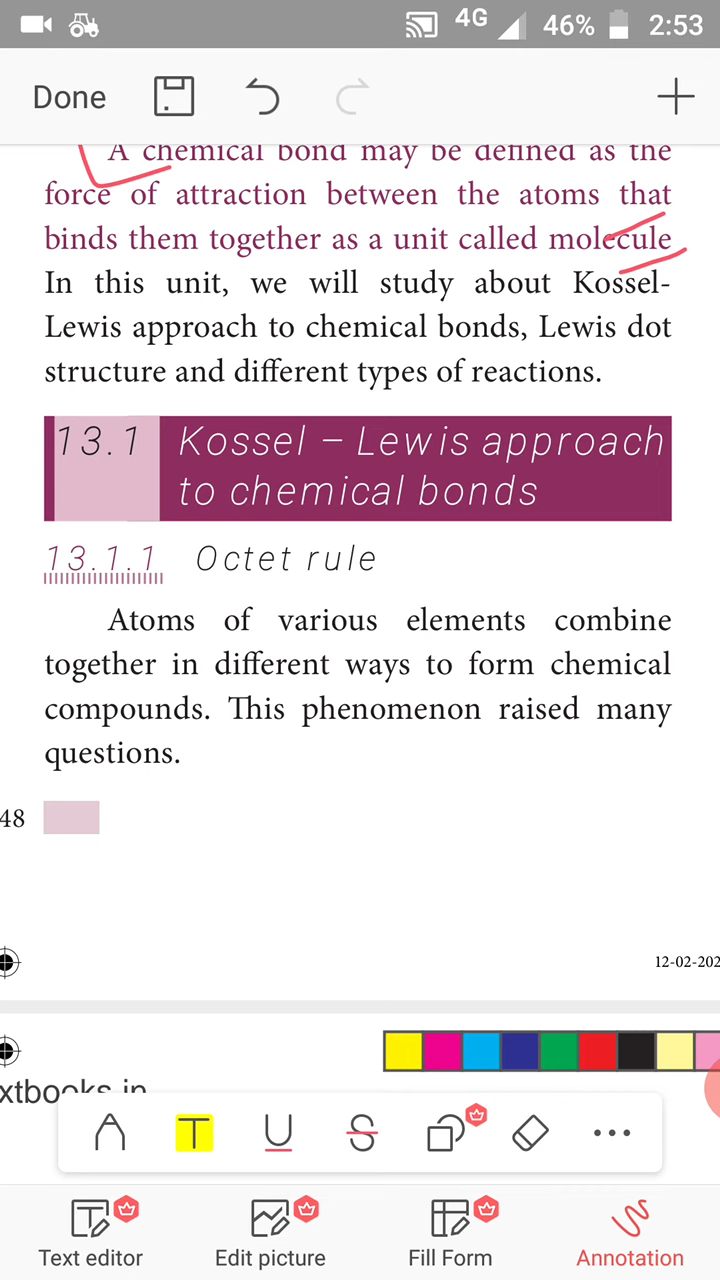 4G 46% 2:53
Done
A chemical bond may be defined as the
force of attraction between the atoms that
binds them together as a unit called molecule
In this unit, we will study about Kossel-
Lewis approach to chemical bonds, Lewis dot
structure and different types of reactions.
13.1 Kossel – Lewis approach
to chemical bonds
13.1.1 Octet rule
Atoms of various elements combine
together in different ways to form chemical
compounds. This phenomenon raised many
questions.
48
12-02-202
xtbooks.in
Text editor Edit picture Fill Form Annotation